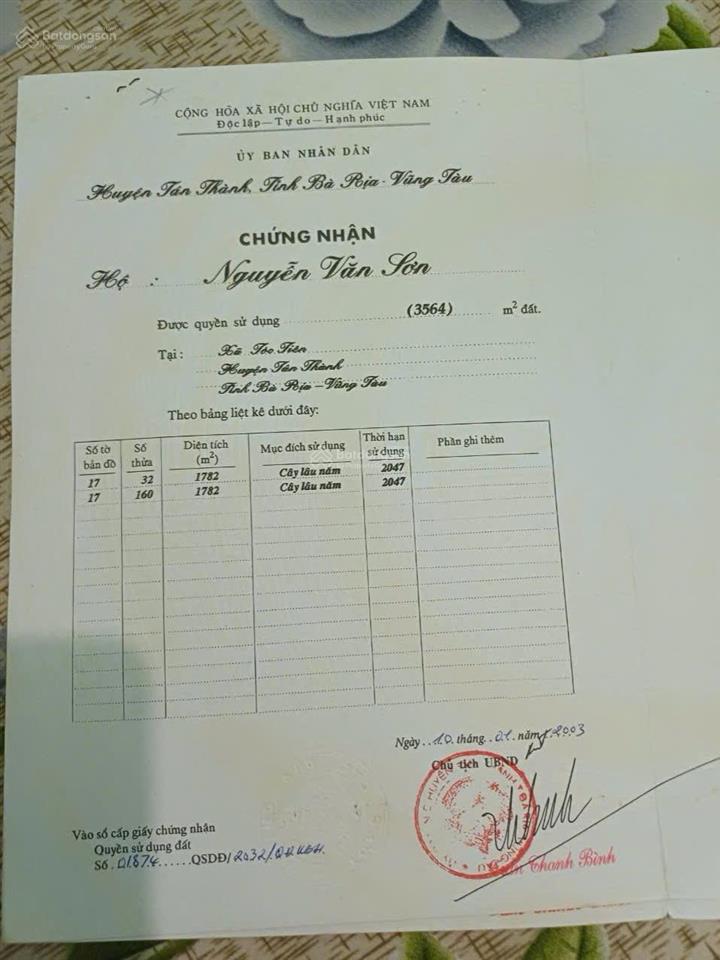 Batdongsan
by PropertyGuru
CỘNG HÒA XÃ HỘI CHỦ NGHĨA VIỆT NAM
Độc lập — Tự do — Hạnh phúc
ỦY BAN NHÂN DÂN
Huyện Tân Thành, Tỉnh Bà Rịa - Vũng Tàu
CHỨNG NHẬN
Hộ : Nguyễn Văn Sơn
Được quyền sử dụng (3564) m² đất.
Tại : Xã Tóc Tiên
Huyện Tân Thành
Tỉnh Bà Rịa – Vũng Tàu
Theo bảng liệt kê dưới đây:
Số tờ bản đồ Số thửa Diện tích (m²) Mục đích sử dụng Thời hạn sử dụng Phần ghi thêm
17 32 1782 Cây lâu năm 2047
17 160 1782 Cây lâu năm 2047
Batdongsan
Ngày 10 tháng 01 năm 2003
Chủ tịch UBND
Thanh Bình
Vào sổ cấp giấy chứng nhận
Quyền sử dụng đất
Số 01874 QSDĐ/2032/